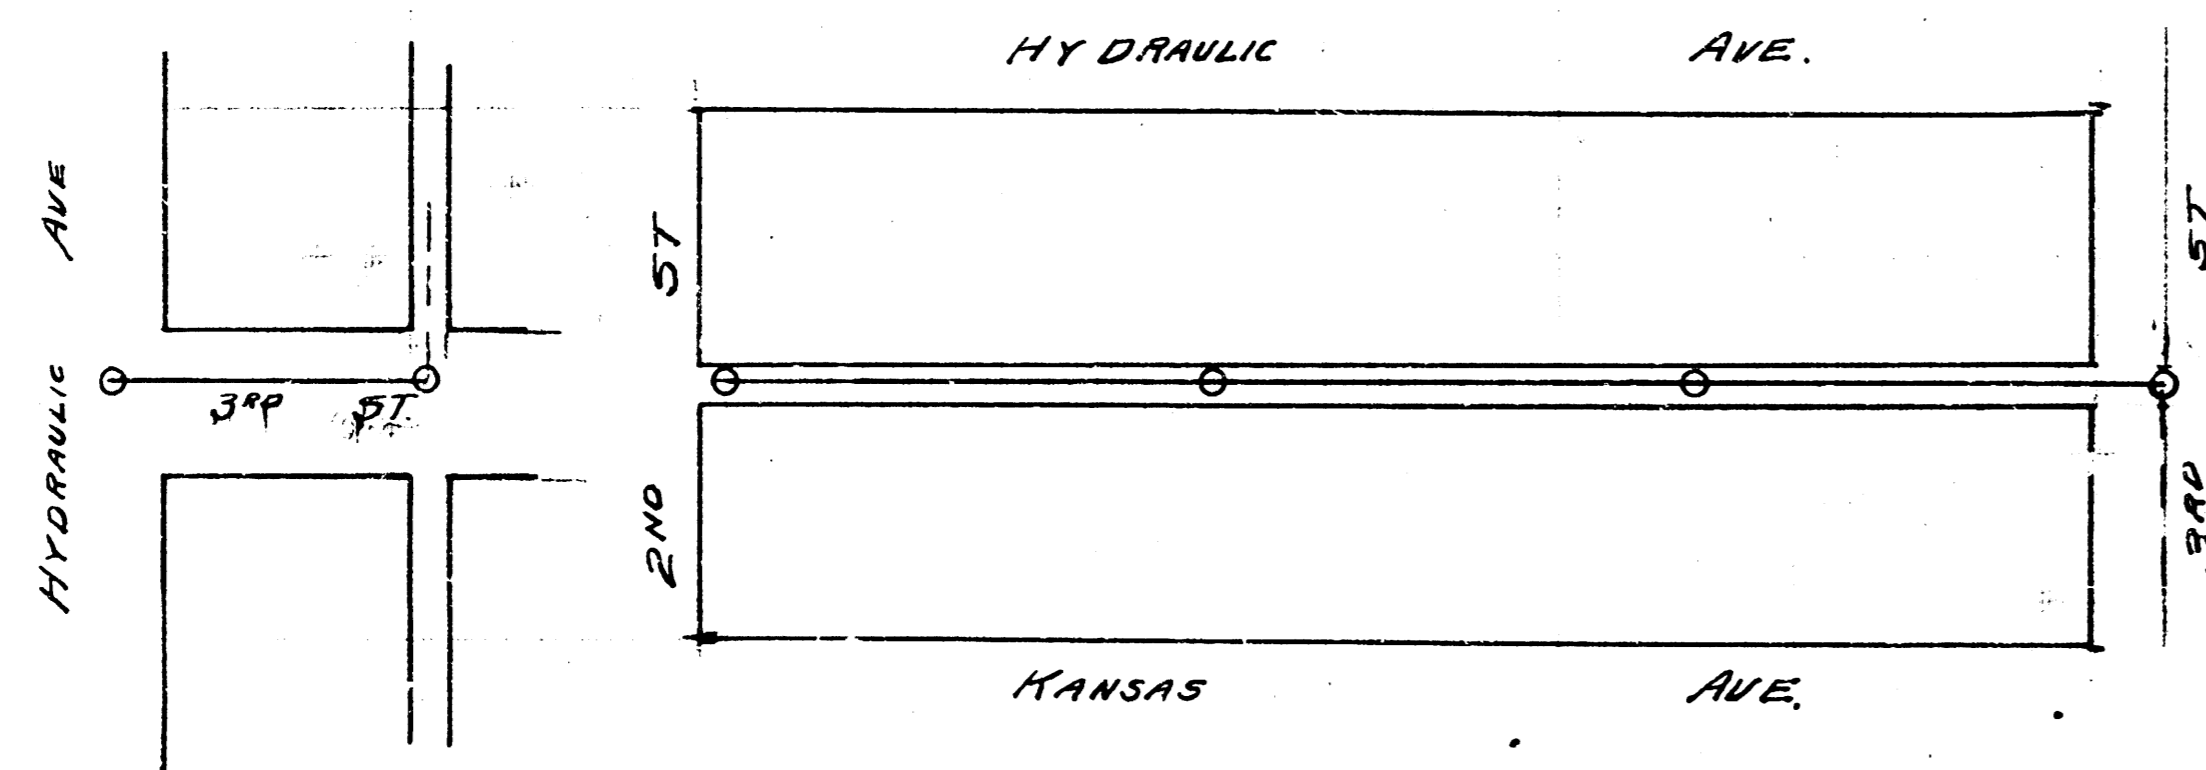 HYDRAULIC AVE
3RD ST.
HYDRAULIC AVE.
2ND ST
3RD ST
KANSAS AVE.